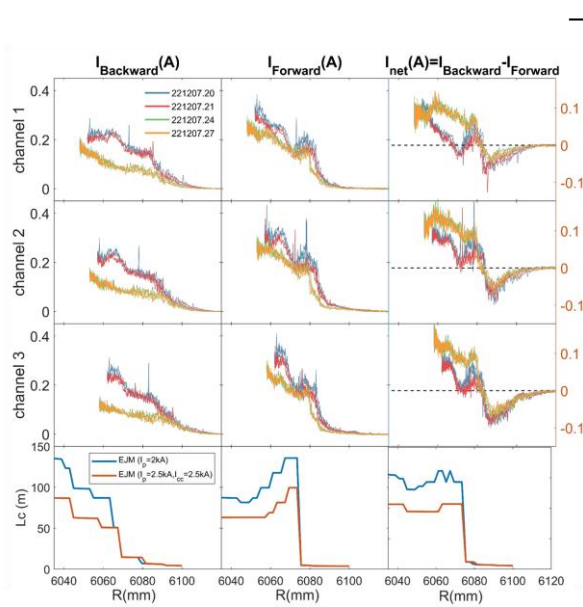 I_Backward(A) I_Forward(A) I_net(A)=I_Backward-I_Forward
channel 1
0.4
0.2
0
221207.20
221207.21
221207.24
221207.27
0.1
0
-0.1
channel 2
0.4
0.2
0
0.1
0
-0.1
channel 3
0.4
0.2
0
0.1
0
-0.1
Lc (m)
150
100
50
0
EJM (I_p=2kA)
EJM (I_p=2.5kA,I_cc=2.5kA)
6040 6060 6080 6100 6040 6060 6080 6100 6040 6060 6080 6100 6120
R(mm) R(mm) R(mm)